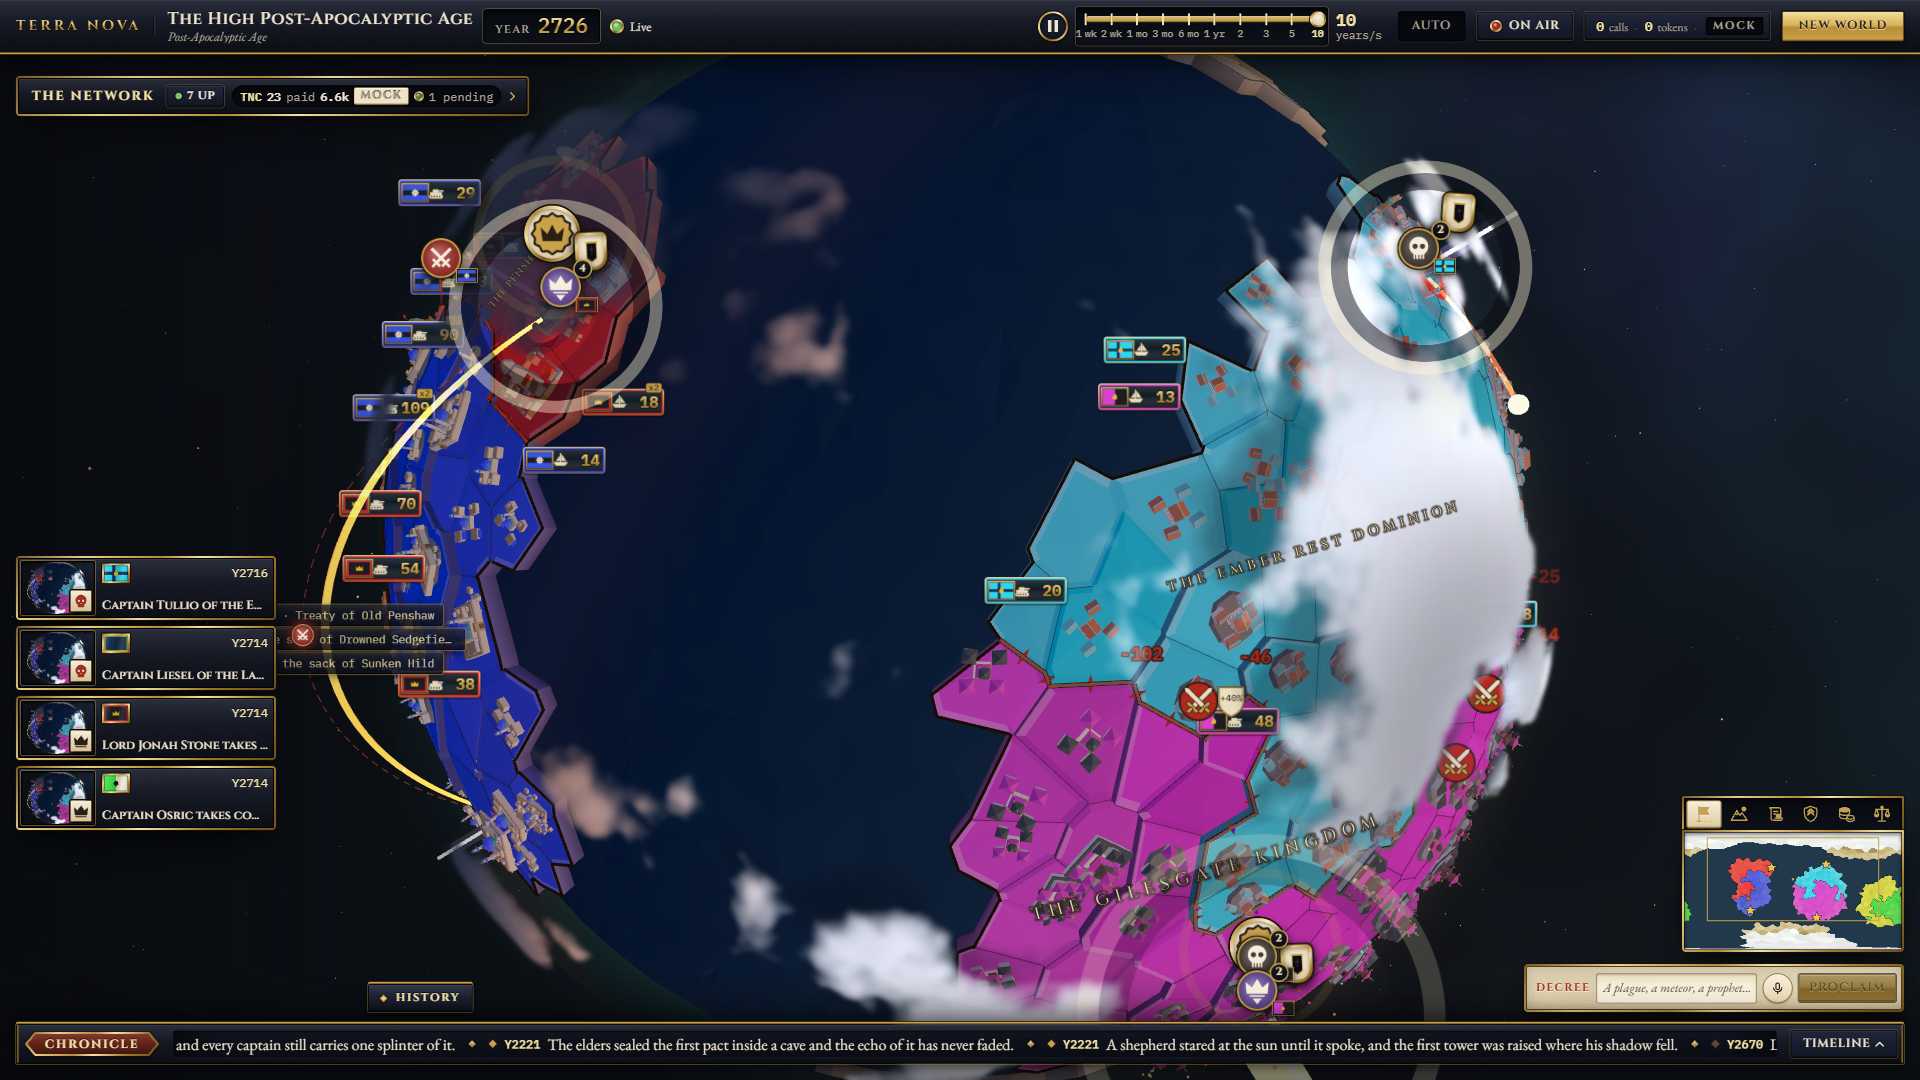 TERRA NOVA
THE HIGH POST-APOCALYPTIC AGE
Post-Apocalyptic Age
YEAR 2726
Live
1 wk 2 wk 1 mo 3 mo 6 mo 1 yr 2 3 5 10
10 years/s
AUTO
ON AIR
0 calls · 0 tokens · MOCK
NEW WORLD
THE NETWORK
7 UP
TNC 23 paid 6.6k MOCK 1 pending
29
90
x2
109
x2
18
14
70
54
38
4
2
25
13
20
THE EMBER REST DOMINION
-25
-102
-46
+40%
48
THE GILESGATE KINGDOM
2
2
Y2716
CAPTAIN TULLIO OF THE E...
Y2714
CAPTAIN LIESEL OF THE LA...
Y2714
LORD JONAH STONE TAKES ...
Y2714
CAPTAIN OSRIC TAKES CO...
· Treaty of Old Penshaw
of Drowned Sedgefie…
the sack of Sunken Hild
HISTORY
DECREE
A plague, a meteor, a prophet...
PROCLAIM
CHRONICLE
and every captain still carries one splinter of it.
Y2221 The elders sealed the first pact inside a cave and the echo of it has never faded.
Y2221 A shepherd stared at the sun until it spoke, and the first tower was raised where his shadow fell.
Y2670
TIMELINE